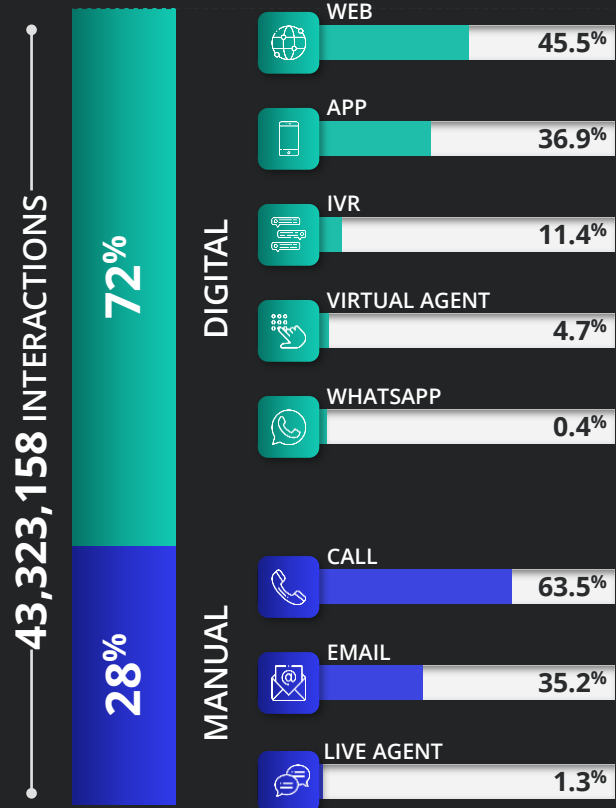 43,323,158 INTERACTIONS
72%
DIGITAL
WEB
45.5%
APP
36.9%
IVR
11.4%
VIRTUAL AGENT
4.7%
WHATSAPP
0.4%
28%
MANUAL
CALL
63.5%
EMAIL
35.2%
LIVE AGENT
1.3%